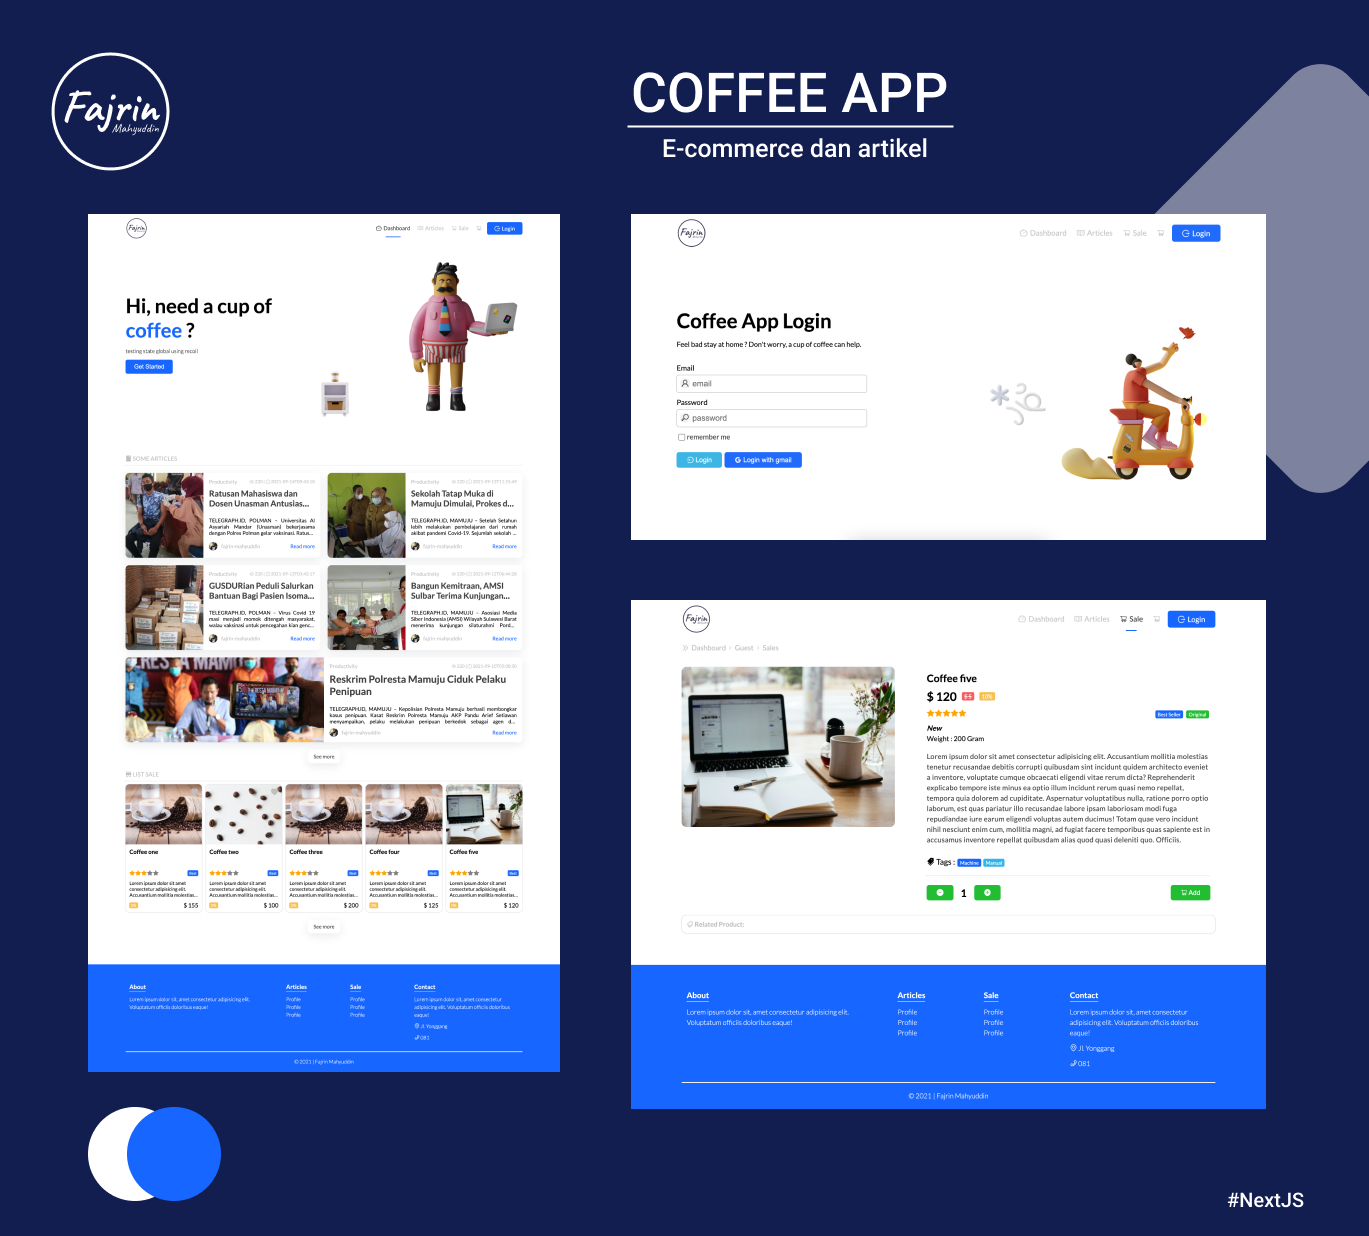 Fajrin
Mahyuddin
COFFEE APP
E-commerce dan artikel
Fajrin
Dashboard
Articles
Sale
Login
Hi, need a cup of
coffee ?
testing state global using recoil
Get Started
SOME ARTICLES
Productivity
Ratusan Mahasiswa dan
Dosen Unasman Antusias...
TELEGRAPH.ID, POLMAN – Universitas Al
Asyariah Mandar (Unasman) bekerjasama
dengan Polres Polman gelar vaksinasi. Ratus...
fajrin-mahyuddin
Read more
Productivity
Sekolah Tatap Muka di
Mamuju Dimulai, Prokes d...
TELEGRAPH.ID, MAMUJU – Setelah Setahun
lebih melakukan pembelajaran dari rumah
akibat pandemi Covid-19. Sejumlah sekolah ...
fajrin-mahyuddin
Read more
Productivity
GUSDURian Peduli Salurkan
Bantuan Bagi Pasien Isoma...
TELEGRAPH.ID, POLMAN – Virus Covid 19
masi menjadi momok ditengah masyarakat,
walau vaksinasi untuk pencegahan kian genc...
fajrin-mahyuddin
Read more
Productivity
Bangun Kemitraan, AMSI
Sulbar Terima Kunjungan...
TELEGRAPH.ID, MAMUJU – Asosiasi Media
Siber Indonesia (AMSI) Wilayah Sulawesi Barat
menerima kunjungan silaturahmi Pord...
fajrin-mahyuddin
Read more
Productivity
Reskrim Polresta Mamuju Ciduk Pelaku
Penipuan
TELEGRAPH.ID, MAMUJU – Kepolisian Polresta Mamuju berhasil membongkar
kasus penipuan. Kasat Reskrim Polresta Mamuju AKP Pandu Arief Setiawan
menyampaikan, pelaku melakukan penipuan berkedok sebagai agen d...
fajrin-mahyuddin
Read more
See more
LIST SALE
Coffee one
Lorem ipsum dolor sit amet
consectetur adipisicing elit.
Accusantium mollitia molestias...
$ 155
Coffee two
Lorem ipsum dolor sit amet
consectetur adipisicing elit.
Accusantium mollitia molestias...
$ 100
Coffee three
Lorem ipsum dolor sit amet
consectetur adipisicing elit.
Accusantium mollitia molestias...
$ 200
Coffee four
Lorem ipsum dolor sit amet
consectetur adipisicing elit.
Accusantium mollitia molestias...
$ 125
Coffee five
Lorem ipsum dolor sit amet
consectetur adipisicing elit.
Accusantium mollitia molestias...
$ 120
See more
About
Lorem ipsum dolor sit, amet consectetur adipisicing elit.
Voluptatum officiis doloribus eaque!
Articles
Profile
Profile
Profile
Sale
Profile
Profile
Profile
Contact
Lorem ipsum dolor sit, amet consectetur
adipisicing elit. Voluptatum officiis doloribus
eaque!
Jl. Yonggang
081
© 2021 | Fajrin Mahyuddin
Fajrin
Dashboard
Articles
Sale
Login
Coffee App Login
Feel bad stay at home ? Don't worry, a cup of coffee can help.
Email
email
Password
password
remember me
Login
Login with gmail
Fajrin
Dashboard
Articles
Sale
Login
Dashboard > Guest > Sales
Coffee five
$ 120
$ 5
10%
Best Seller
Original
New
Weight : 200 Gram
Lorem ipsum dolor sit amet consectetur adipisicing elit. Accusantium mollitia molestias
tenetur recusandae debitis corrupti quibusdam sint incidunt quidem architecto eveniet
a inventore, voluptate cumque obcaecati eligendi vitae rerum dicta? Reprehenderit
explicabo tempore iste minus ea optio illum incidunt rerum quasi nemo repellat,
tempora quia dolorem ad cupiditate. Aspernatur voluptatibus nulla, ratione porro optio
laborum, est quas pariatur illo recusandae labore ipsam laboriosam modi fuga
repudiandae iure earum eligendi voluptas autem ducimus! Totam quae vero incidunt
nihil nesciunt enim cum, mollitia magni, ad fugiat facere temporibus quas sapiente est in
accusamus inventore repellat quibusdam alias quod quasi deleniti quo. Officiis.
Tags :
Machine
Manual
1
Add
Related Product:
About
Lorem ipsum dolor sit, amet consectetur adipisicing elit.
Voluptatum officiis doloribus eaque!
Articles
Profile
Profile
Profile
Sale
Profile
Profile
Profile
Contact
Lorem ipsum dolor sit, amet consectetur
adipisicing elit. Voluptatum officiis doloribus
eaque!
Jl. Yonggang
081
© 2021 | Fajrin Mahyuddin
#NextJS